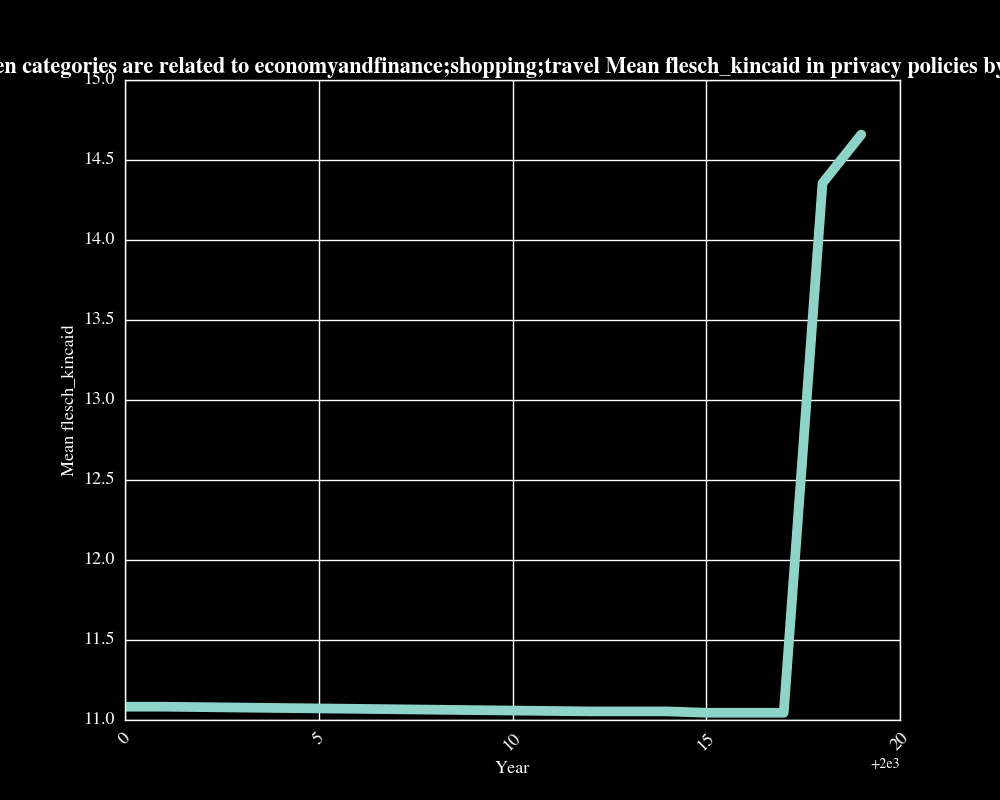 en categories are related to economyandfinance;shopping;travel Mean flesch_kincaid in privacy policies by
15.0
14.5
14.0
13.5
13.0
12.5
12.0
11.5
11.0
Mean flesch_kincaid
0 5 10 15 20
Year
+2e3